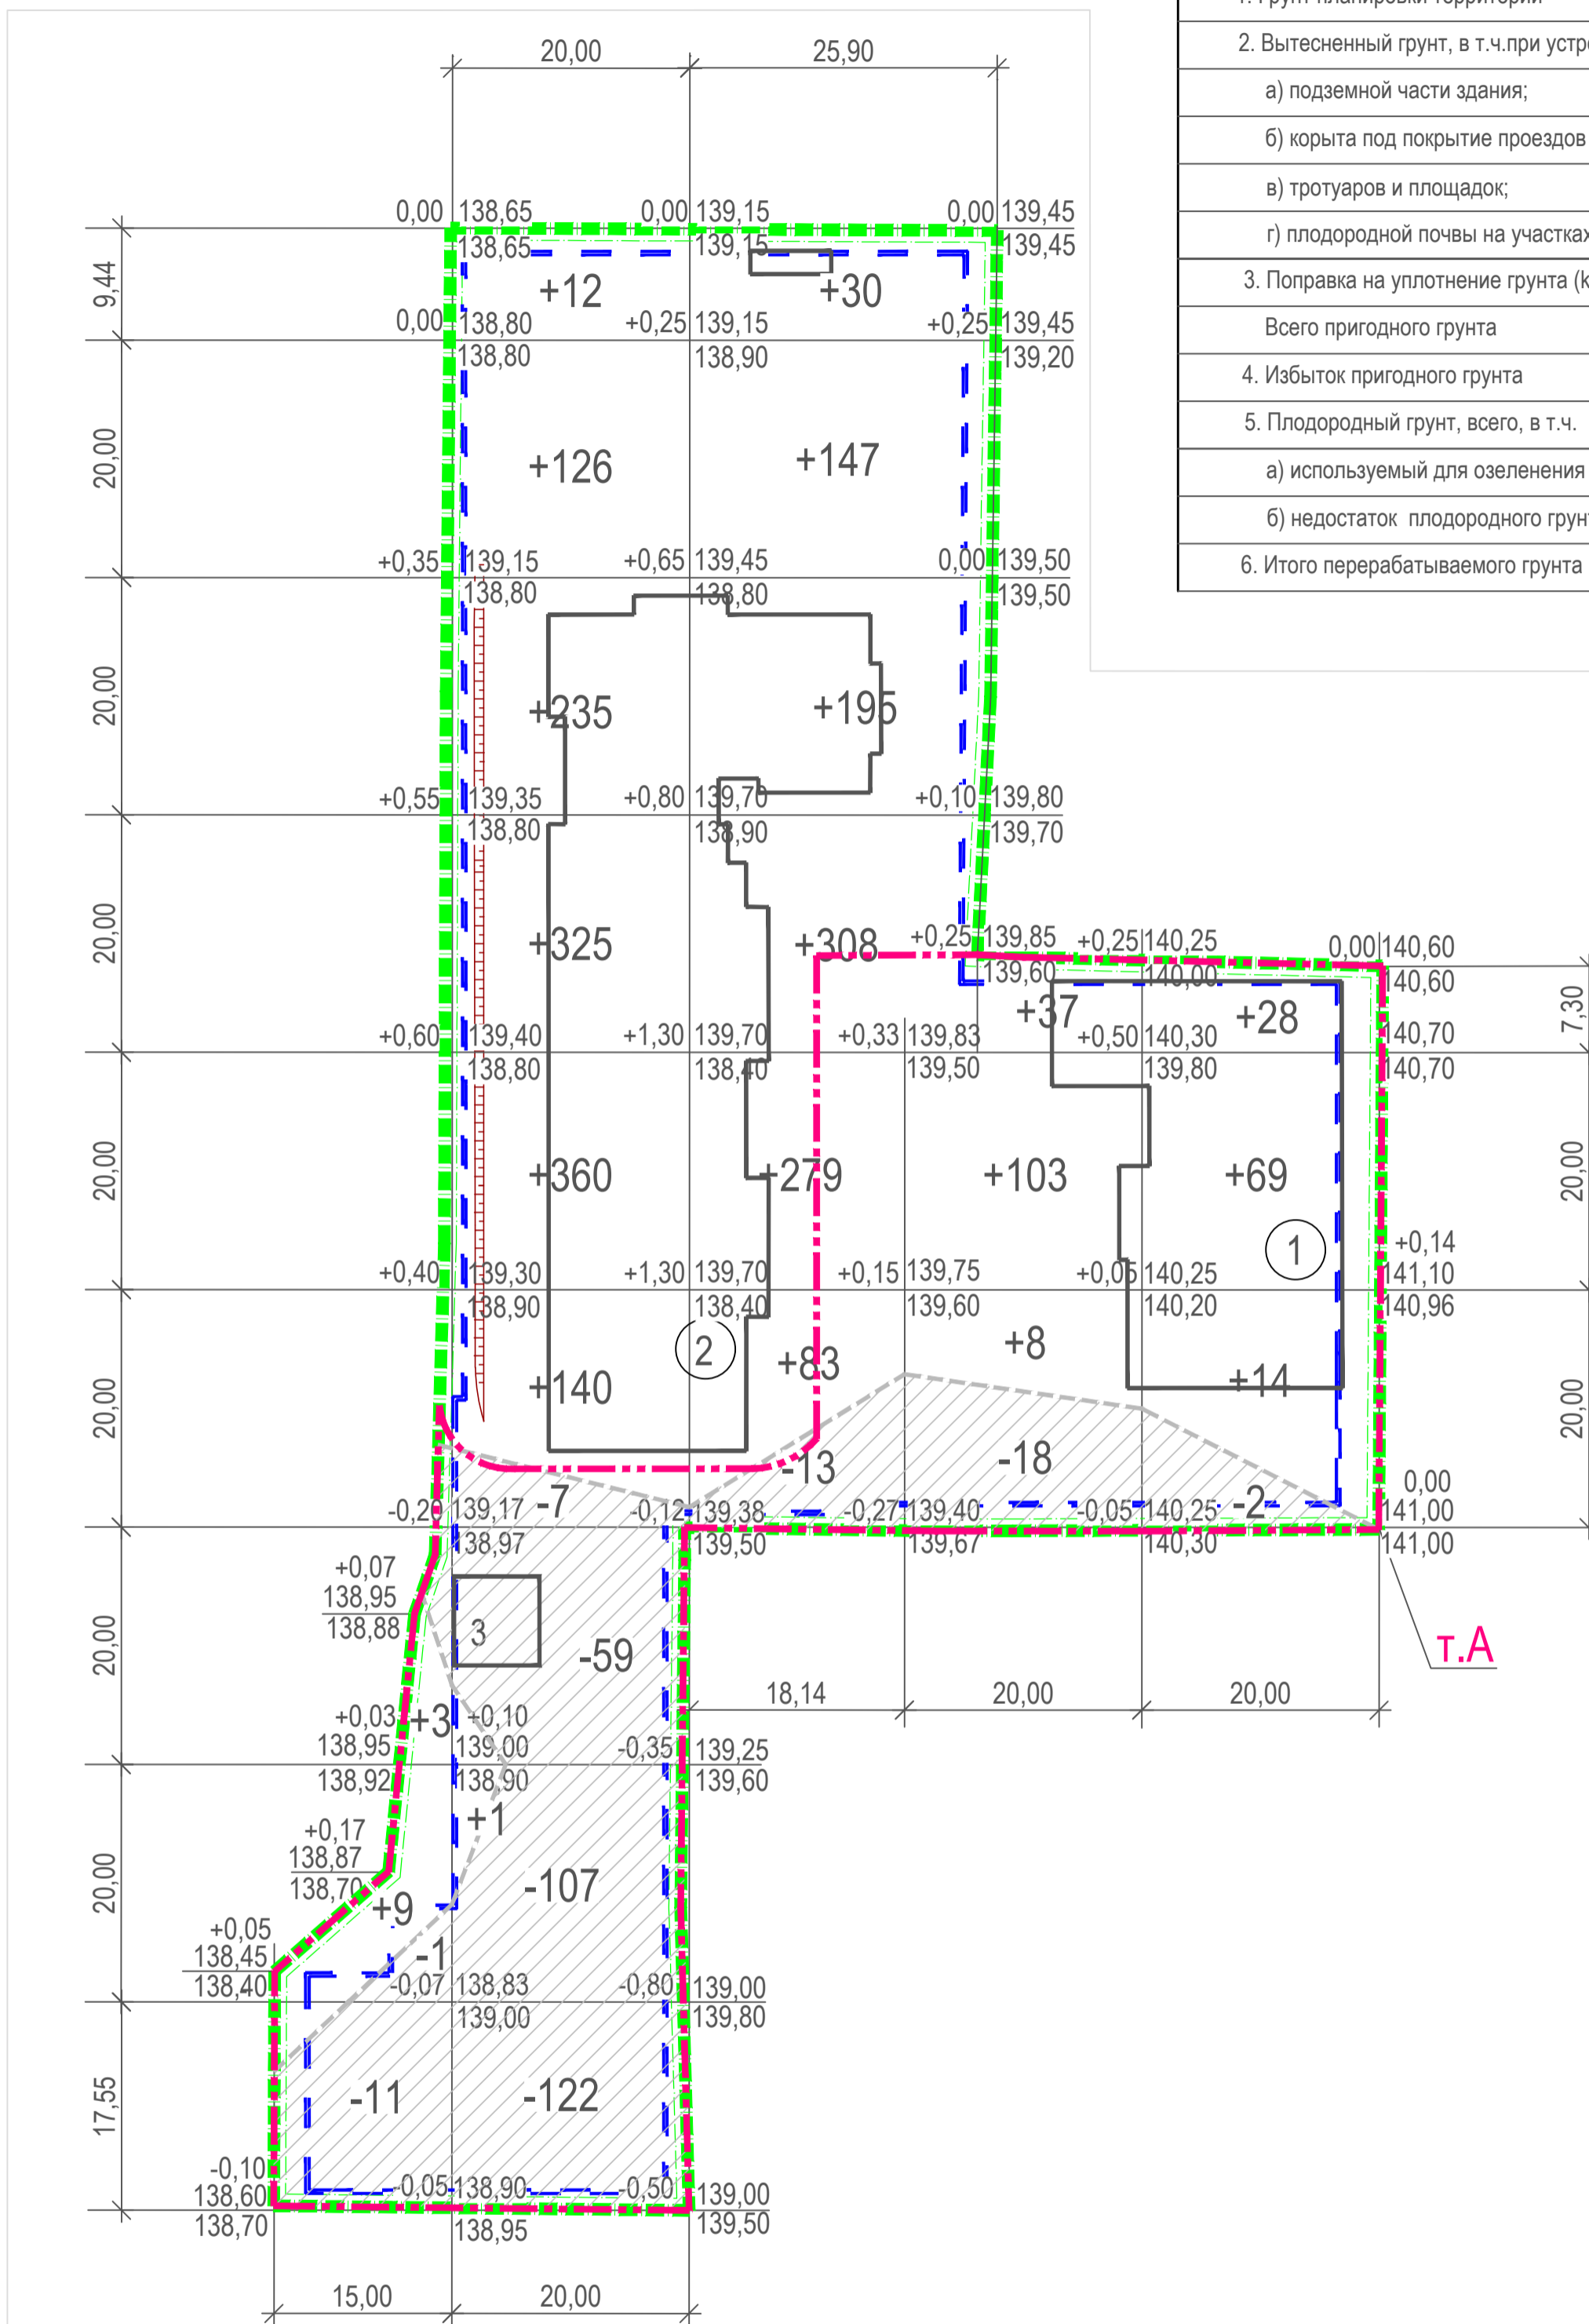 1. Грунт планировки территории
2. Вытесненный грунт, в т.ч.при устро
а) подземной части здания;
б) корыта под покрытие проездов
в) тротуаров и площадок;
г) плодородной почвы на участках
3. Поправка на уплотнение грунта (k
Всего пригодного грунта
4. Избыток пригодного грунта
5. Плодородный грунт, всего, в т.ч.
а) используемый для озеленения
б) недостаток плодородного грунт
6. Итого перерабатываемого грунта
20,00 25,90
0,00 138,65 0,00 139,15 0,00 139,45
138,65 139,15 139,45
9,44
+12 +30
0,00 138,80 +0,25 139,15 +0,25 139,45
138,80 138,90 139,20
20,00
+126 +147
+0,35 139,15 +0,65 139,45 0,00 139,50
138,80 138,80 139,50
20,00
+235 +195
+0,55 139,35 +0,80 139,70 +0,10 139,80
138,80 138,90 139,70
20,00
+325 +308
+0,25 139,85 +0,25 140,25 0,00 140,60
139,60 140,00 140,60
7,30
+37 +28
+0,60 139,40 +1,30 139,70 +0,33 139,83 +0,50 140,30 140,70
138,80 138,40 139,50 139,80 140,70
20,00 20,00
+360 +279 +103 +69
1
+0,14
+0,40 139,30 +1,30 139,70 +0,15 139,75 +0,05 140,25 141,10
138,90 138,40 139,60 140,20 140,96
2
20,00 20,00
+140 +83 +8 +14
-7 -13 -18 -2
0,00
-0,20 139,17 -0,12 139,38 -0,27 139,40 -0,05 140,25 141,00
138,97 139,50 139,67 140,30 141,00
+0,07
138,95
138,88
3
20,00
-59
т.А
18,14 20,00 20,00
+3
+0,03 +0,10
138,95 139,00 -0,35 139,25
138,92 138,90 139,60
+1
+0,17
138,87
138,70
20,00
-107
+9
+0,05
138,45
138,40
-1
-0,07 138,83 -0,80 139,00
139,00 139,80
17,55
-11 -122
-0,10
138,60 -0,05 138,90 -0,50 139,00
138,70 138,95 139,50
15,00 20,00